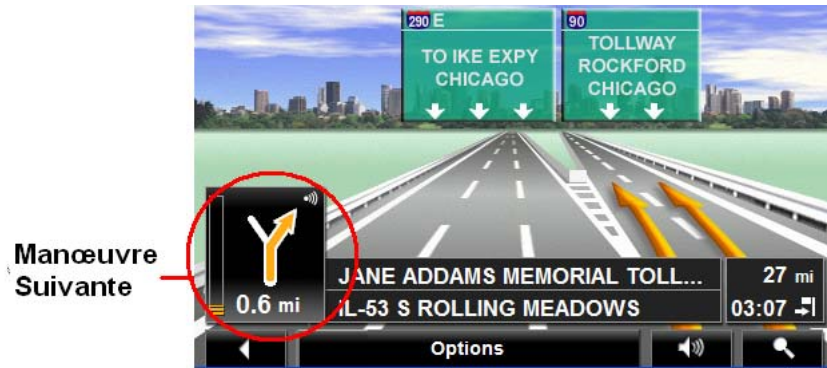 290 E
TO IKE EXPY
CHICAGO
90
TOLLWAY
ROCKFORD
CHICAGO
Manœuvre
Suivante
0.6 mi
JANE ADDAMS MEMORIAL TOLL...
27 mi
IL-53 S ROLLING MEADOWS
03:07
Options